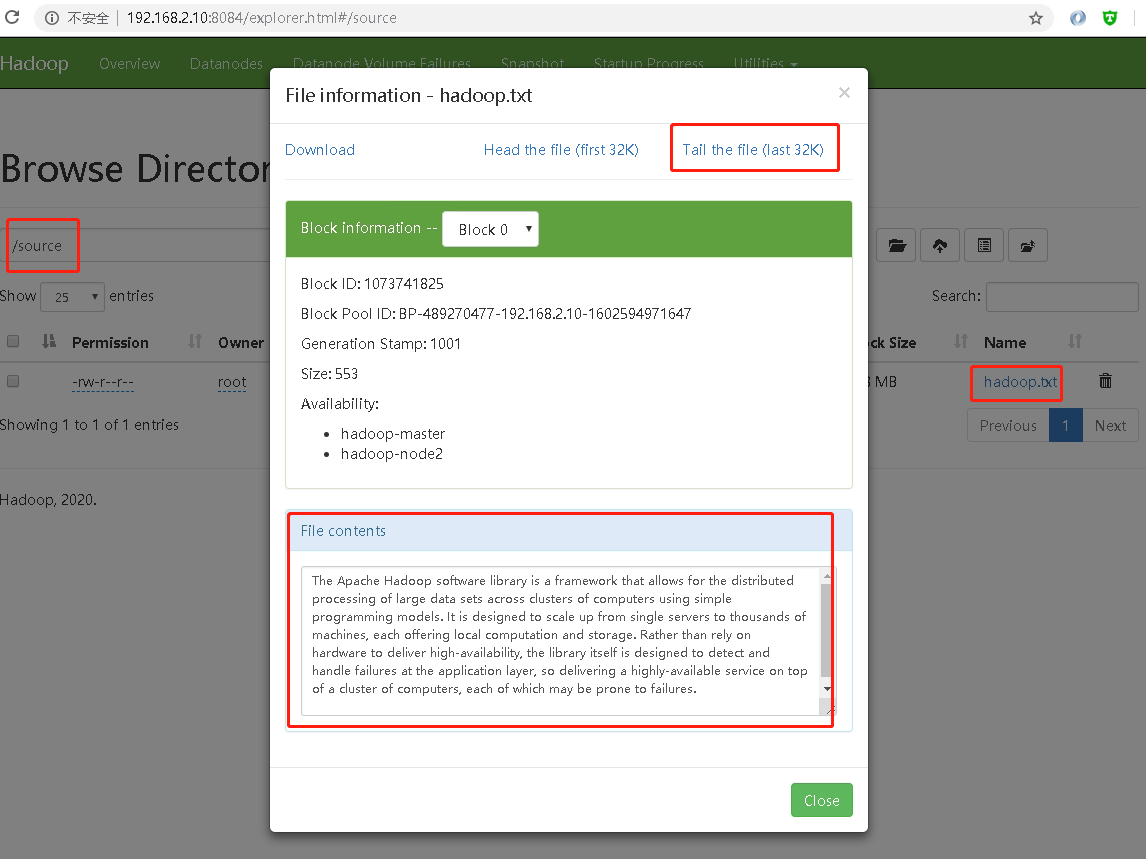 不安全 192.168.2.10:8084/explorer.html#/source
Hadoop Overview Datanodes Datanode Volume Failures Snapshot Startup Progress Utilities
File information - hadoop.txt ×
Download Head the file (first 32K) Tail the file (last 32K)
Browse Director
Block information -- Block 0
/source
Block ID: 1073741825
Block Pool ID: BP-489270477-192.168.2.10-1602594971647
Generation Stamp: 1001
Size: 553
Availability:
hadoop-master
hadoop-node2
Show 25 entries Search:
Permission Owner ck Size Name
-rw-r--r-- root MB hadoop.txt
Showing 1 to 1 of 1 entries Previous 1 Next
Hadoop, 2020.
File contents
The Apache Hadoop software library is a framework that allows for the distributed
processing of large data sets across clusters of computers using simple
programming models. It is designed to scale up from single servers to thousands of
machines, each offering local computation and storage. Rather than rely on
hardware to deliver high-availability, the library itself is designed to detect and
handle failures at the application layer, so delivering a highly-available service on top
of a cluster of computers, each of which may be prone to failures.
Close